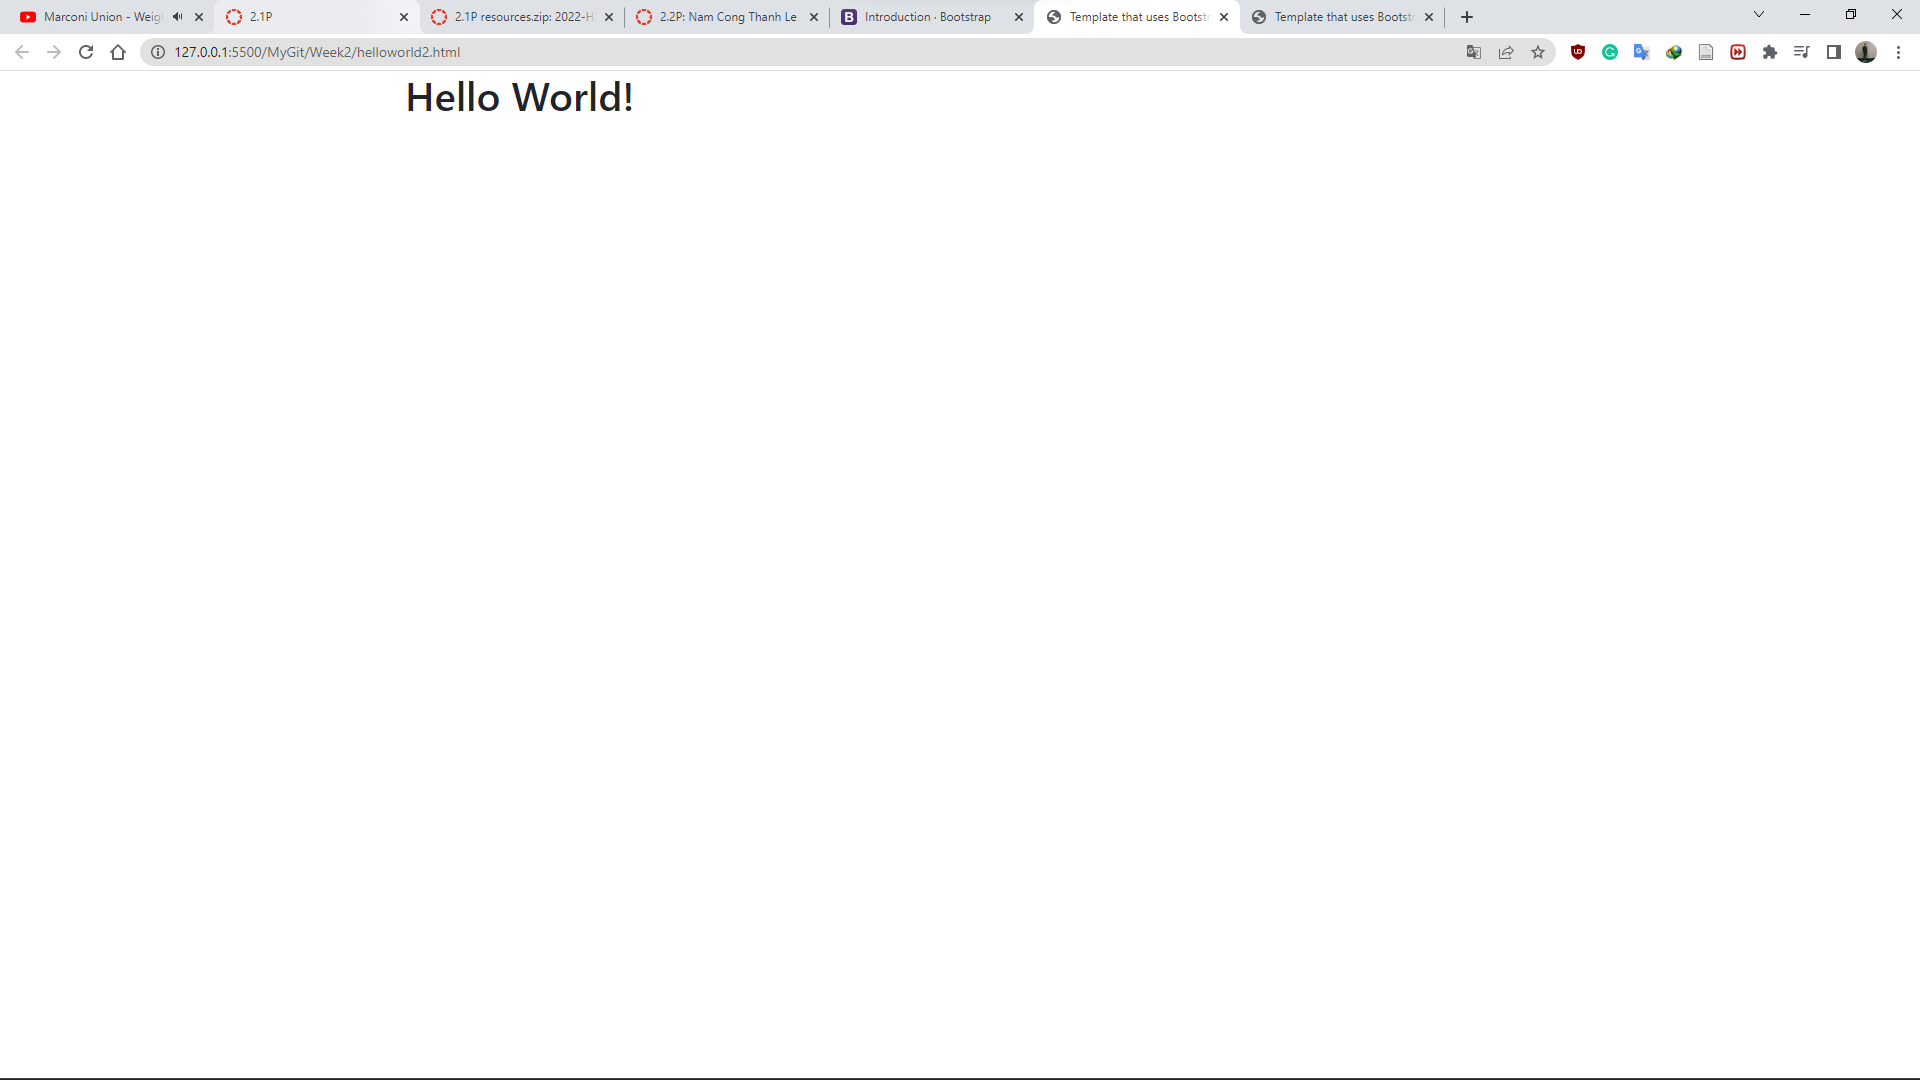 Marconi Union - Weig
2.1P
2.1P resources.zip: 2022-H
2.2P: Nam Cong Thanh Le
Introduction · Bootstrap
Template that uses Bootst
Template that uses Bootst
127.0.0.1:5500/MyGit/Week2/helloworld2.html
Hello World!